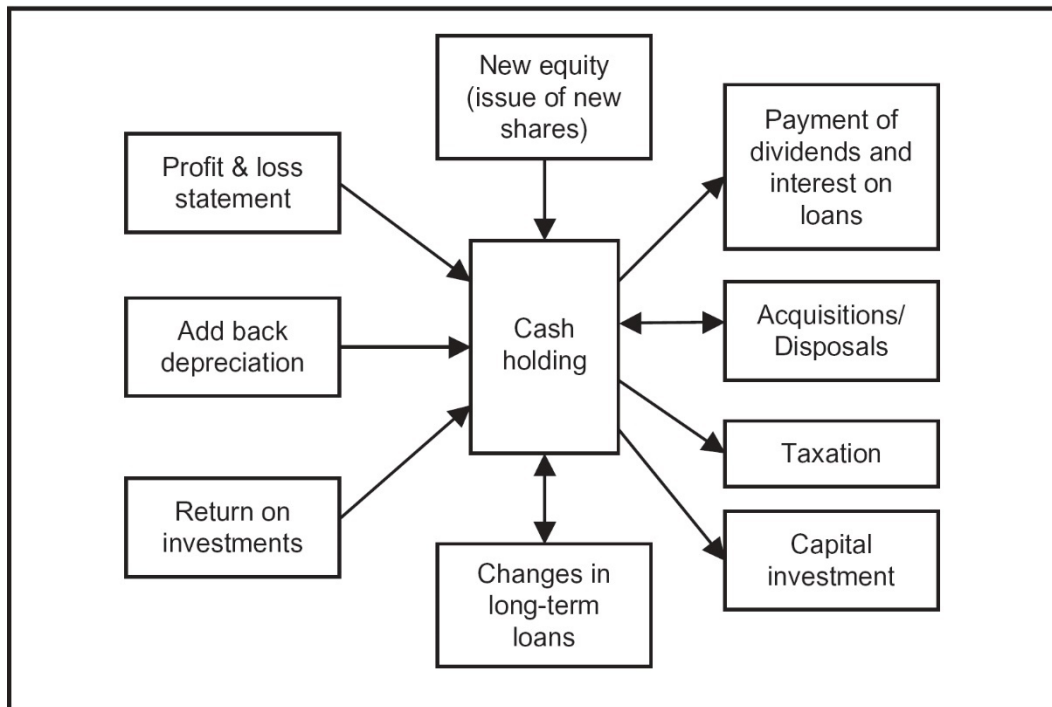 New equity
(issue of new
shares)
Payment of
dividends and
interest on
loans
Profit & loss
statement
Cash
holding
Add back
depreciation
Acquisitions/
Disposals
Return on
investments
Taxation
Changes in
long-term
loans
Capital
investment